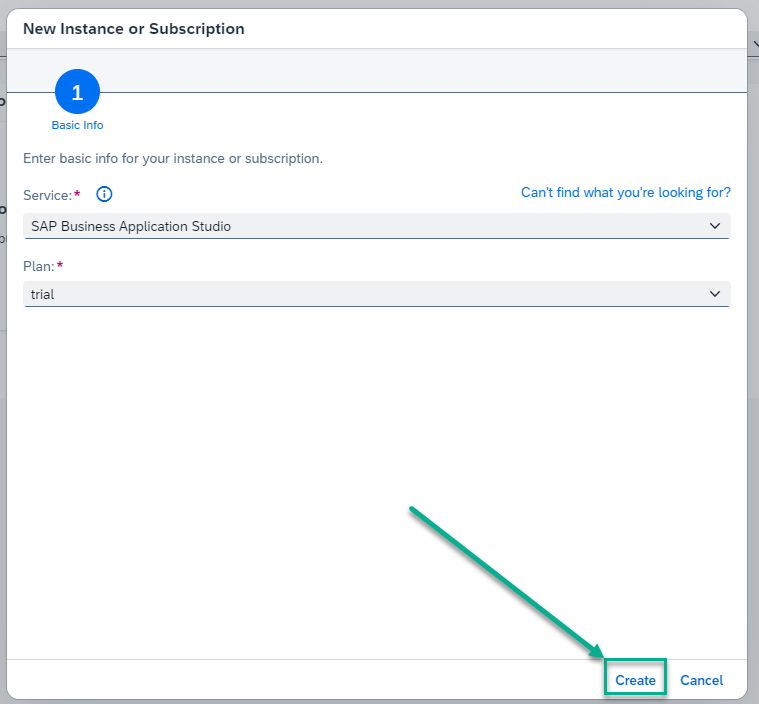 New Instance or Subscription
1
Basic Info
Enter basic info for your instance or subscription.
Service:*
Can't find what you're looking for?
SAP Business Application Studio
Plan:*
trial
Create
Cancel